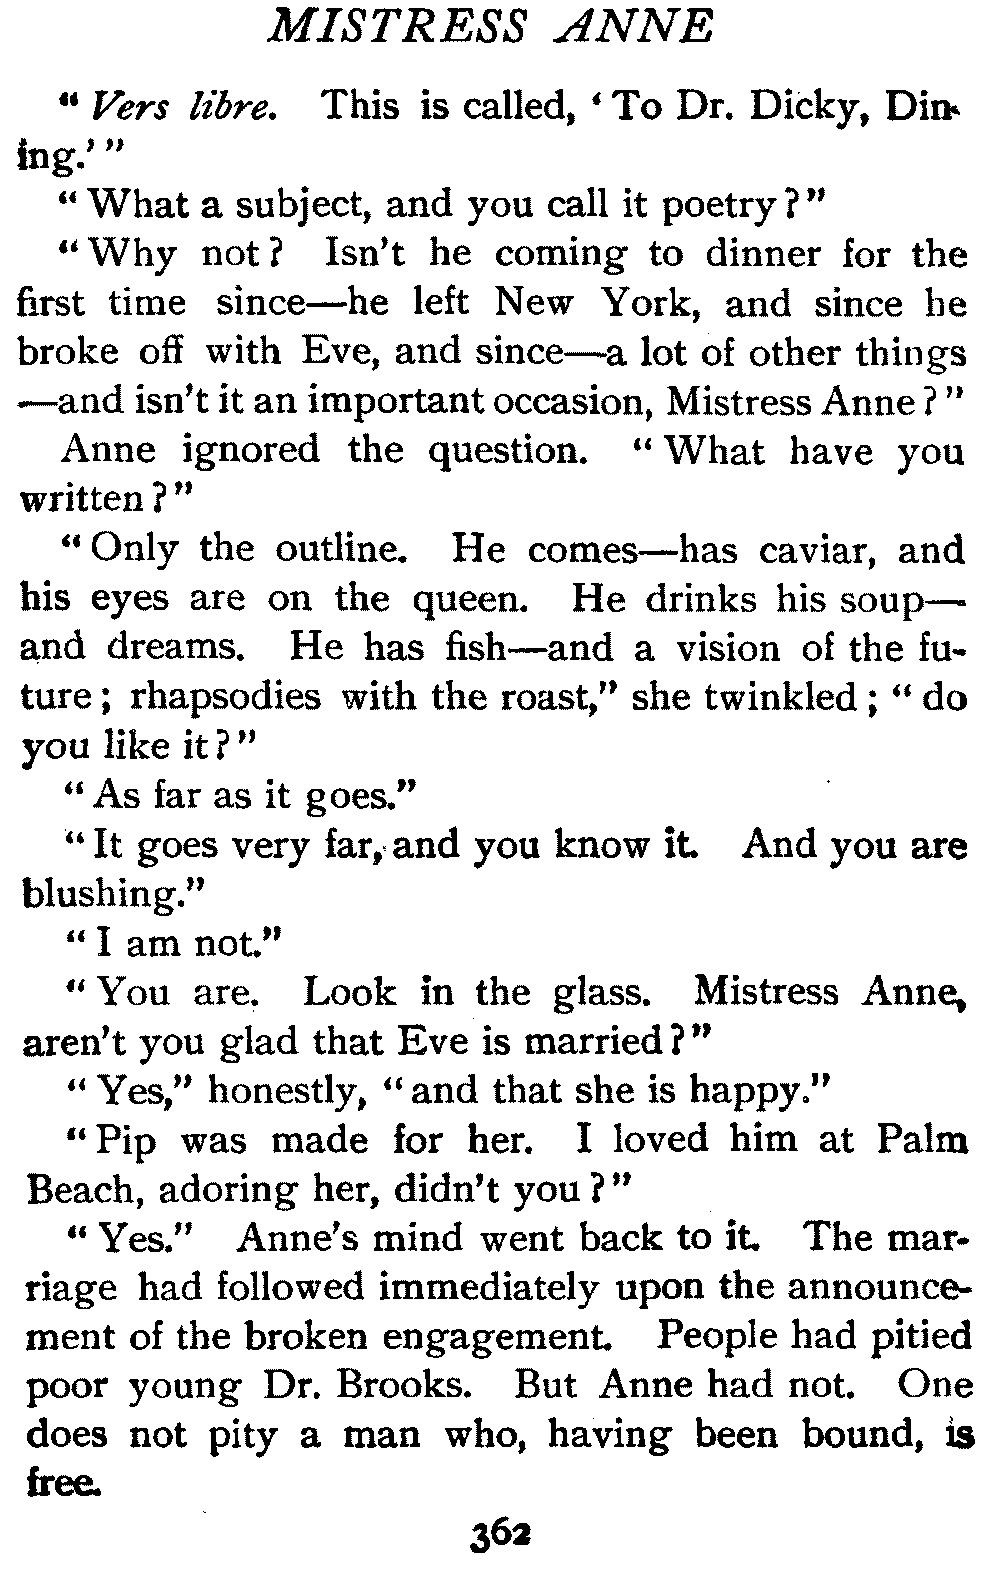 MISTRESS ANNE
“ Vers libre. This is called, ‘ To Dr. Dicky, Din-
ing.’ ”
“ What a subject, and you call it poetry ? ”
“ Why not ? Isn’t he coming to dinner for the
first time since—he left New York, and since he
broke off with Eve, and since—a lot of other things
—and isn’t it an important occasion, Mistress Anne ? ”
Anne ignored the question. “ What have you
written ? ”
“ Only the outline. He comes—has caviar, and
his eyes are on the queen. He drinks his soup—
and dreams. He has fish—and a vision of the fu-
ture ; rhapsodies with the roast,” she twinkled ; “ do
you like it ? ”
“ As far as it goes.”
“ It goes very far, and you know it. And you are
blushing.”
“ I am not.”
“ You are. Look in the glass. Mistress Anne,
aren’t you glad that Eve is married ? ”
“ Yes,” honestly, “ and that she is happy.”
“ Pip was made for her. I loved him at Palm
Beach, adoring her, didn’t you ? ”
“ Yes.” Anne’s mind went back to it. The mar-
riage had followed immediately upon the announce-
ment of the broken engagement. People had pitied
poor young Dr. Brooks. But Anne had not. One
does not pity a man who, having been bound, is
free.
362